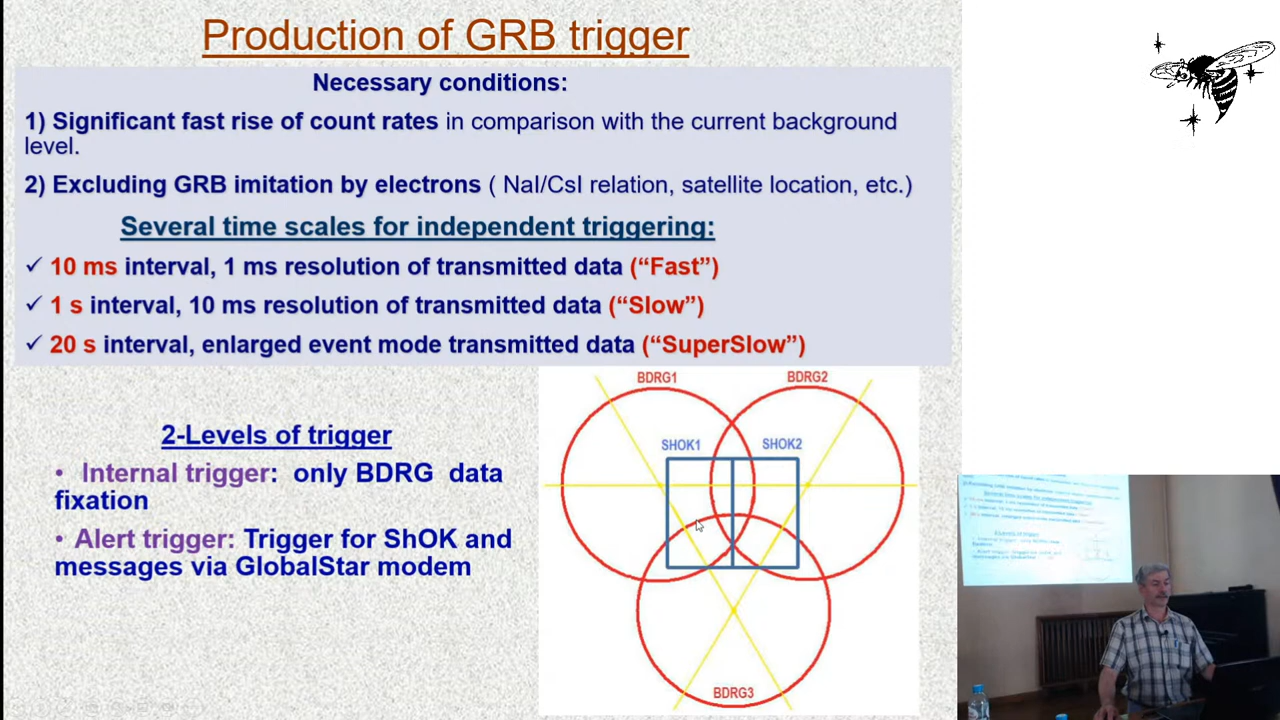 Production of GRB trigger
Necessary conditions:
1) Significant fast rise of count rates in comparison with the current background
level.
2) Excluding GRB imitation by electrons ( NaI/CsI relation, satellite location, etc.)
Several time scales for independent triggering:
✓ 10 ms interval, 1 ms resolution of transmitted data (“Fast”)
✓ 1 s interval, 10 ms resolution of transmitted data (“Slow”)
✓ 20 s interval, enlarged event mode transmitted data (“SuperSlow”)
2-Levels of trigger
• Internal trigger: only BDRG data
fixation
• Alert trigger: Trigger for ShOK and
messages via GlobalStar modem
BDRG1
BDRG2
SHOK1
SHOK2
BDRG3